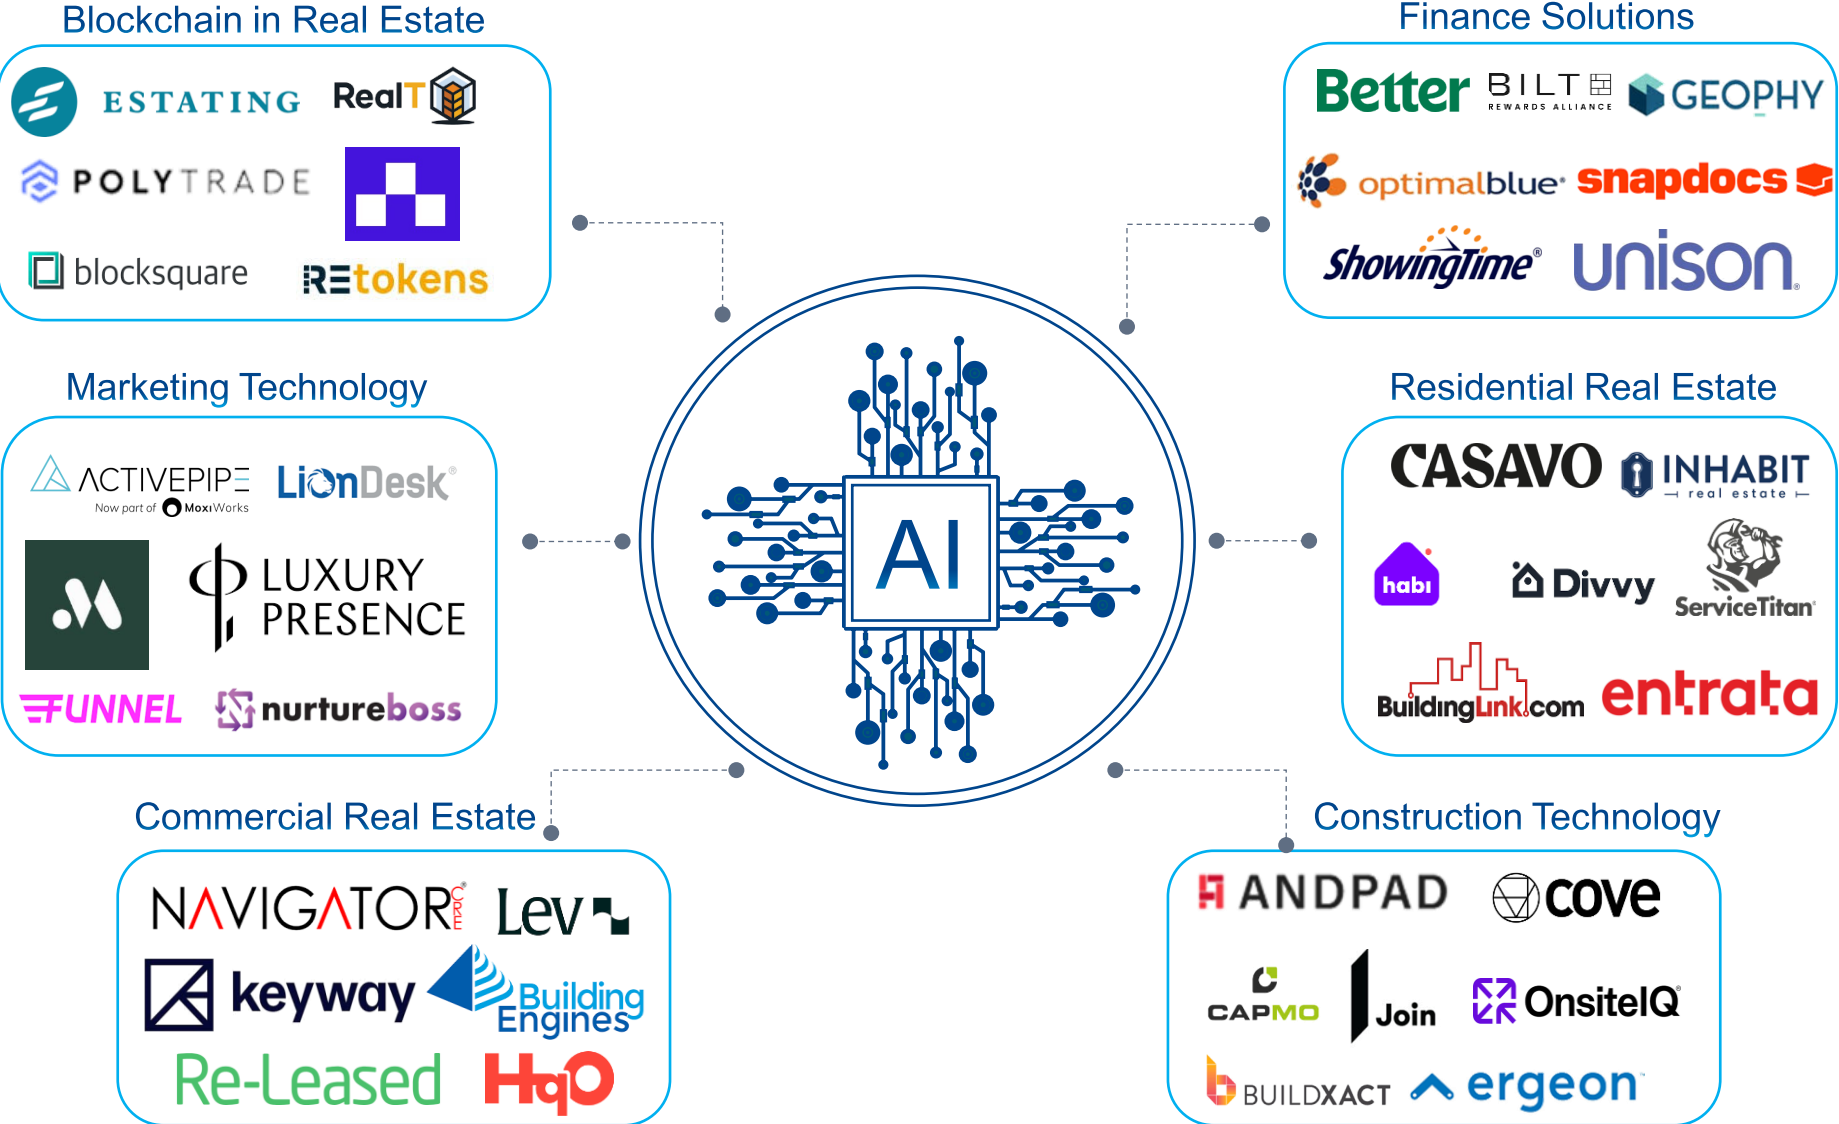 Blockchain in Real Estate
ESTATING
RealT
POLYTRADE
blocksquare
REtokens
Finance Solutions
Better
BILT
REWARDS ALLIANCE
GEOPHY
optimalblue®
snapdocs
ShowingTime®
unison®
Marketing Technology
ACTIVEPIPE
Now part of MoxiWorks
LionDesk®
LUXURY
PRESENCE
FUNNEL
nurtureboss
AI
Residential Real Estate
CASAVO
INHABIT
real estate
habi
Divvy
ServiceTitan®
BuildingLink.com
entrata
Commercial Real Estate
NAVIGATOR CRE®
Lev
keyway
Building
Engines
Re-Leased
HqO
Construction Technology
ANDPAD
cove
CAPMO
Join
OnsiteIQ®
BUILDXACT
ergeon™